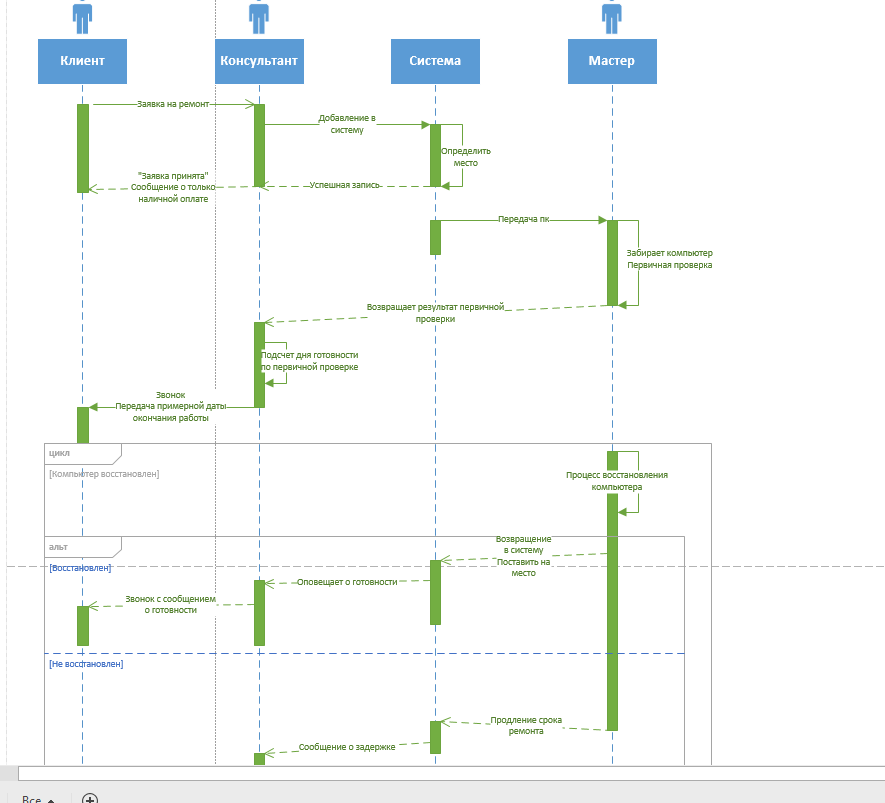 Клиент
Консультант
Система
Мастер
Заявка на ремонт
Добавление в
систему
Определить
место
"Заявка принята"
Сообщение о только
наличной оплате
Успешная запись
Передача пк
Забирает компьютер
Первичная проверка
Возвращает результат первичной
проверки
Подсчет дня готовности
по первичной проверке
Звонок
Передача примерной даты
окончания работы
цикл
[Компьютер восстановлен]
Процесс восстановления
компьютера
альт
Возвращение
в систему
Поставить на
место
[Восстановлен]
Оповещает о готовности
Звонок с сообщением
о готовности
[Не восстановлен]
Продление срока
ремонта
Сообщение о задержке
Все